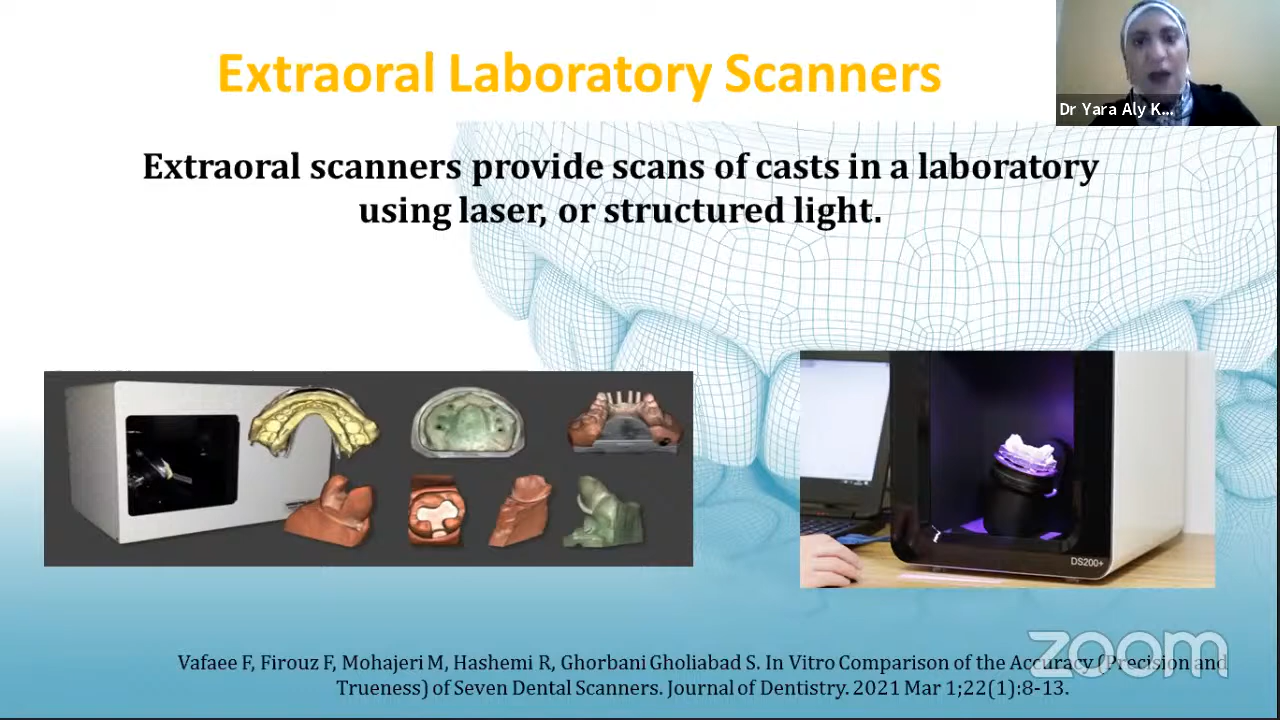 Extraoral Laboratory Scanners
Dr Yara Aly K...
Extraoral scanners provide scans of casts in a laboratory
using laser, or structured light.
DS200+
Vafaee F, Firouz F, Mohajeri M, Hashemi R, Ghorbani Gholiabad S. In Vitro Comparison of the Accuracy (Precision and
Trueness) of Seven Dental Scanners. Journal of Dentistry. 2021 Mar 1;22(1):8-13.
zoom